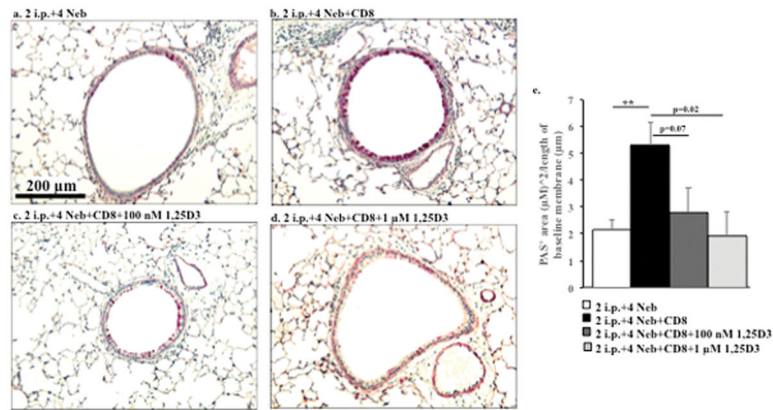 a. 2 i.p.+4 Neb
b. 2 i.p.+4 Neb+CD8
200 µm
c. 2 i.p.+4 Neb+CD8+100 nM 1,25D3
d. 2 i.p.+4 Neb+CD8+1 µM 1,25D3
e.
PAS⁺ area (µM)^2/length of
baseline membrane (µm)
7
6
5
4
3
2
1
0
**
p=0.02
p=0.07
2 i.p.+4 Neb
2 i.p.+4 Neb+CD8
2 i.p.+4 Neb+CD8+100 nM 1,25D3
2 i.p.+4 Neb+CD8+1 µM 1,25D3